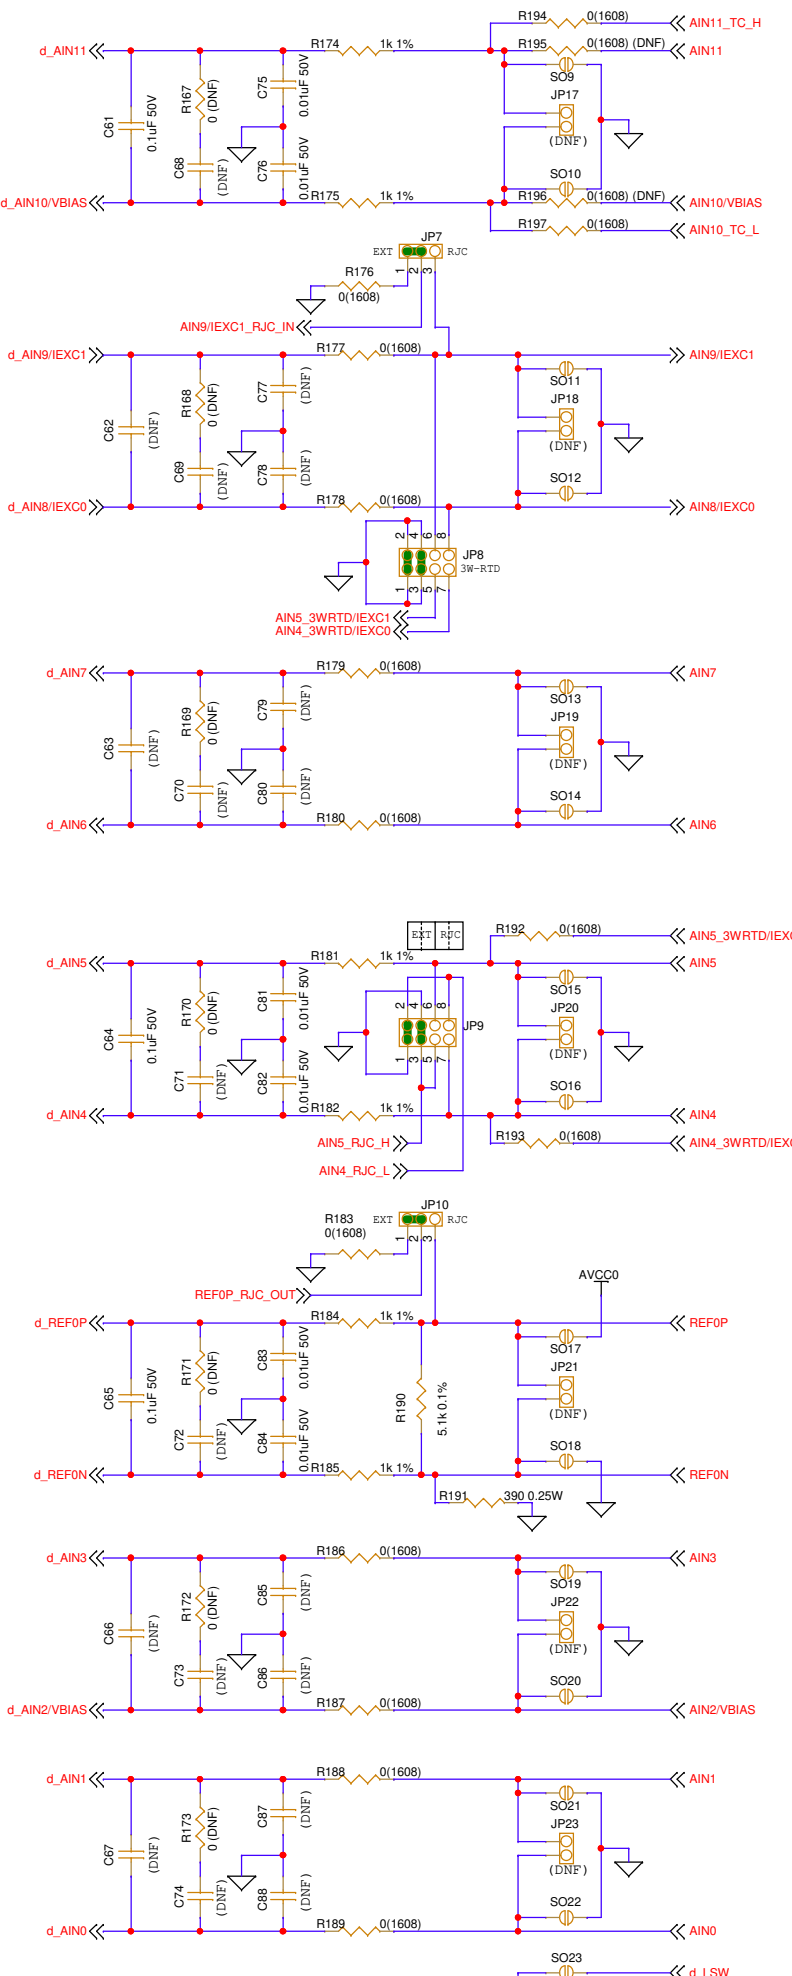 R194 0(1608) AIN11_TC_H
d_AIN11 R174 1k 1% R195 0(1608) (DNF) AIN11
SO9
C61 0.1uF 50V R167 0 (DNF) C75 0.01uF 50V JP17
C68 (DNF) C76 0.01uF 50V (DNF)
SO10
d_AIN10/VBIAS R175 1k 1% R196 0(1608) (DNF) AIN10/VBIAS
R197 0(1608) AIN10_TC_L
JP7
EXT RJC
1 2 3
R176
0(1608)
AIN9/IEXC1_RJC_IN
d_AIN9/IEXC1 R177 0(1608) AIN9/IEXC1
SO11
C62 (DNF) R168 0 (DNF) C77 (DNF) JP18
C69 (DNF) C78 (DNF) (DNF)
SO12
d_AIN8/IEXC0 R178 0(1608) AIN8/IEXC0
2 4 6 8
JP8
3W-RTD
1 3 5 7
AIN5_3WRTD/IEXC1
AIN4_3WRTD/IEXC0
d_AIN7 R179 0(1608) AIN7
SO13
C63 (DNF) R169 0 (DNF) C79 (DNF) JP19
C70 (DNF) C80 (DNF) (DNF)
SO14
d_AIN6 R180 0(1608) AIN6
EXT RJC R192 0(1608) AIN5_3WRTD/IEXC
d_AIN5 R181 1k 1% AIN5
SO15
2 4 6 8
C64 0.1uF 50V R170 0 (DNF) C81 0.01uF 50V JP9 JP20
C71 (DNF) C82 0.01uF 50V (DNF)
1 3 5 7
SO16
d_AIN4 R182 1k 1% AIN4
AIN5_RJC_H R193 0(1608) AIN4_3WRTD/IEXC
AIN4_RJC_L
JP10
R183 EXT RJC
0(1608)
1 2 3
AVCC0
REF0P_RJC_OUT
d_REF0P R184 1k 1% REF0P
SO17
C65 0.1uF 50V R171 0 (DNF) C83 0.01uF 50V R190 5.1k 0.1% JP21
C72 (DNF) C84 0.01uF 50V (DNF)
SO18
d_REF0N R185 1k 1% REF0N
R191 390 0.25W
d_AIN3 R186 0(1608) AIN3
SO19
C66 (DNF) R172 0 (DNF) C85 (DNF) JP22
C73 (DNF) C86 (DNF) (DNF)
SO20
d_AIN2/VBIAS R187 0(1608) AIN2/VBIAS
d_AIN1 R188 0(1608) AIN1
SO21
C67 (DNF) R173 0 (DNF) C87 (DNF) JP23
C74 (DNF) C88 (DNF) (DNF)
SO22
d_AIN0 R189 0(1608) AIN0
SO23
d_LSW